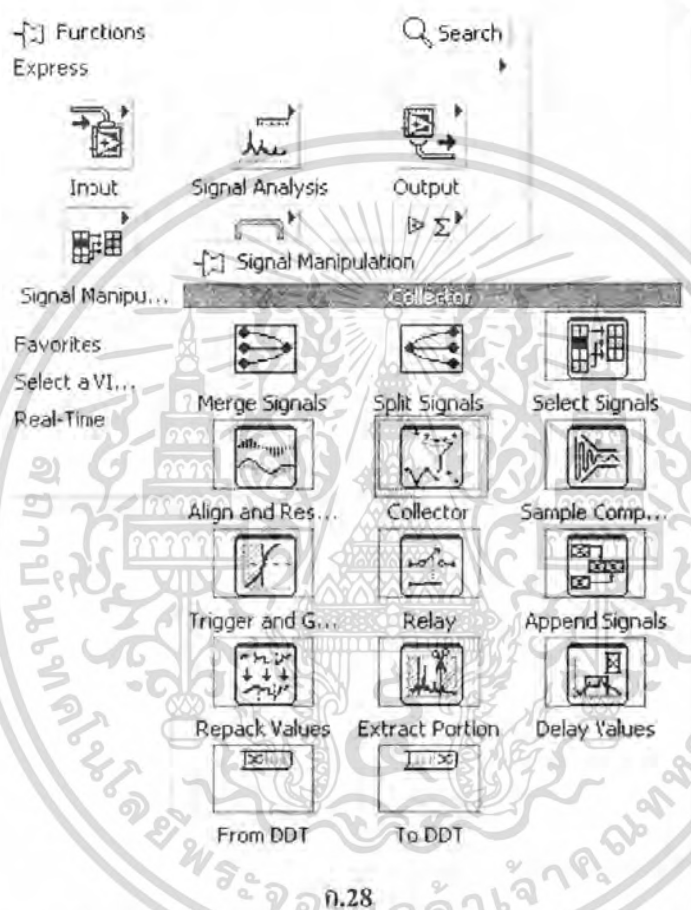 Functions
Search
Express
Input Signal Analysis Output
Signal Manipulation
Signal Manipu... Collector
Favorites
Select a VI...
Real-Time
Merge Signals Split Signals Select Signals
Align and Res... Collector Sample Comp...
Trigger and G... Relay Append Signals
Repack Values Extract Portion Delay Values
From DDT To DDT
ก.28